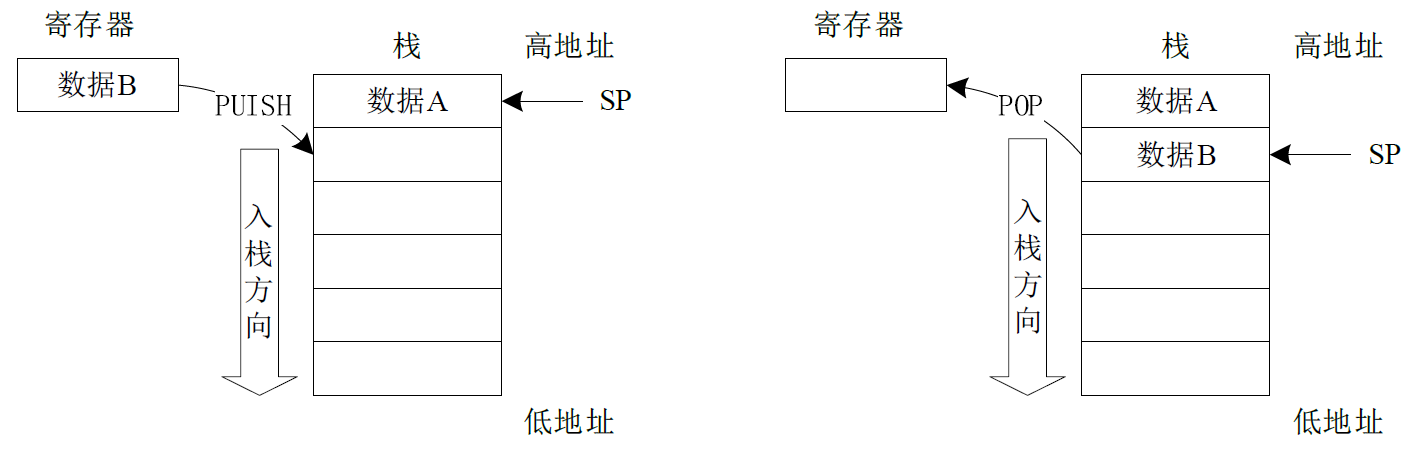 寄存器
栈
高地址
数据B
PUISH
数据A
SP
入栈方向
低地址
寄存器
栈
高地址
POP
数据A
数据B
SP
入栈方向
低地址